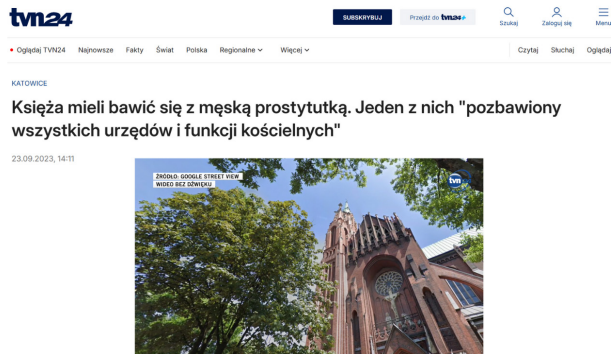 tvn24
SUBSKRYBUJ
Przejdź do tvn24+
Szukaj
Zaloguj się
Menu
Oglądaj TVN24 Najnowsze Fakty Świat Polska Regionalne Więcej
Czytaj Słuchaj Oglądaj
KATOWICE
Księża mieli bawić się z męską prostytutką. Jeden z nich "pozbawiony
wszystkich urzędów i funkcji kościelnych"
23.09.2023, 14:11
ŹRÓDŁO: GOOGLE STREET VIEW
WIDEO BEZ DŹWIĘKU
tvn